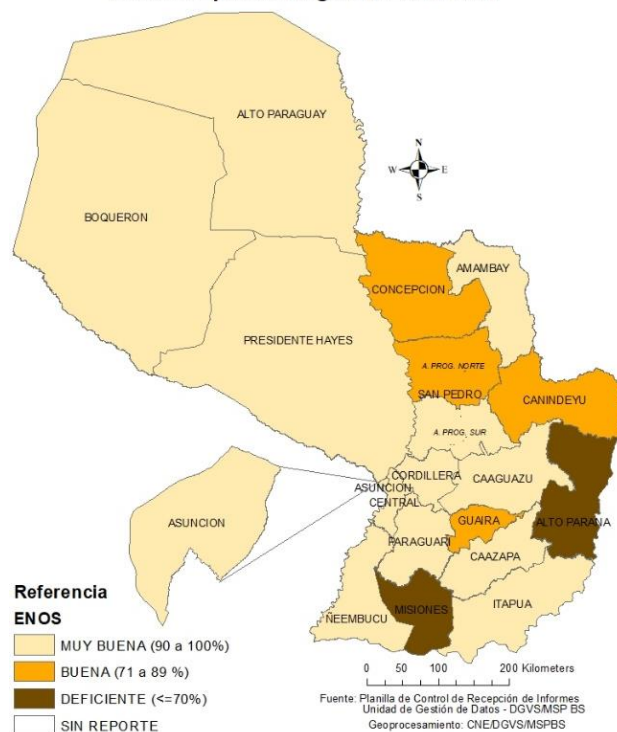 ALTO PARAGUAY
N
W E
S
BOQUERON
AMAMBAY
CONCEPCION
PRESIDENTE HAYES
A. PROG. NORTE
SAN PEDRO
CANINDEYU
A. PROG. SUR
CORDILLERA
CAAGUAZU
ASUNCION
CENTRAL
ASUNCION
GUAIRA
ALTO PARANA
PARAGUARI
CAAZAPA
ÑEEMBUCU
MISIONES
ITAPUA
Referencia
ENOS
MUY BUENA (90 a 100%)
BUENA (71 a 89 %)
DEFICIENTE (<=70%)
SIN REPORTE
0 50 100 200 Kilometers
Fuente: Planilla de Control de Recepción de Informes
Unidad de Gestión de Datos - DGVS/MSP BS
Geoprocesamiento: CNE/DGVS/MSPBS